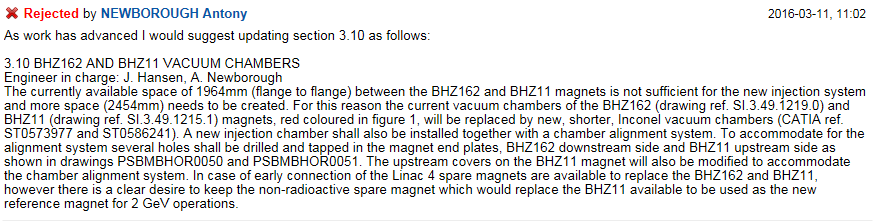 Rejected by NEWBOROUGH Antony 2016-03-11, 11:02
As work has advanced I would suggest updating section 3.10 as follows:
3.10 BHZ162 AND BHZ11 VACUUM CHAMBERS
Engineer in charge: J. Hansen, A. Newborough
The currently available space of 1964mm (flange to flange) between the BHZ162 and BHZ11 magnets is not sufficient for the new injection system
and more space (2454mm) needs to be created. For this reason the current vacuum chambers of the BHZ162 (drawing ref. SI.3.49.1219.0) and
BHZ11 (drawing ref. SI.3.49.1215.1) magnets, red coloured in figure 1, will be replaced by new, shorter, Inconel vacuum chambers (CATIA ref.
ST0573977 and ST0586241). A new injection chamber shall also be installed together with a chamber alignment system. To accommodate for the
alignment system several holes shall be drilled and tapped in the magnet end plates, BHZ162 downstream side and BHZ11 upstream side as
shown in drawings PSBMBHOR0050 and PSBMBHOR0051. The upstream covers on the BHZ11 magnet will also be modified to accommodate
the chamber alignment system. In case of early connection of the Linac 4 spare magnets are available to replace the BHZ162 and BHZ11,
however there is a clear desire to keep the non-radioactive spare magnet which would replace the BHZ11 available to be used as the new
reference magnet for 2 GeV operations.